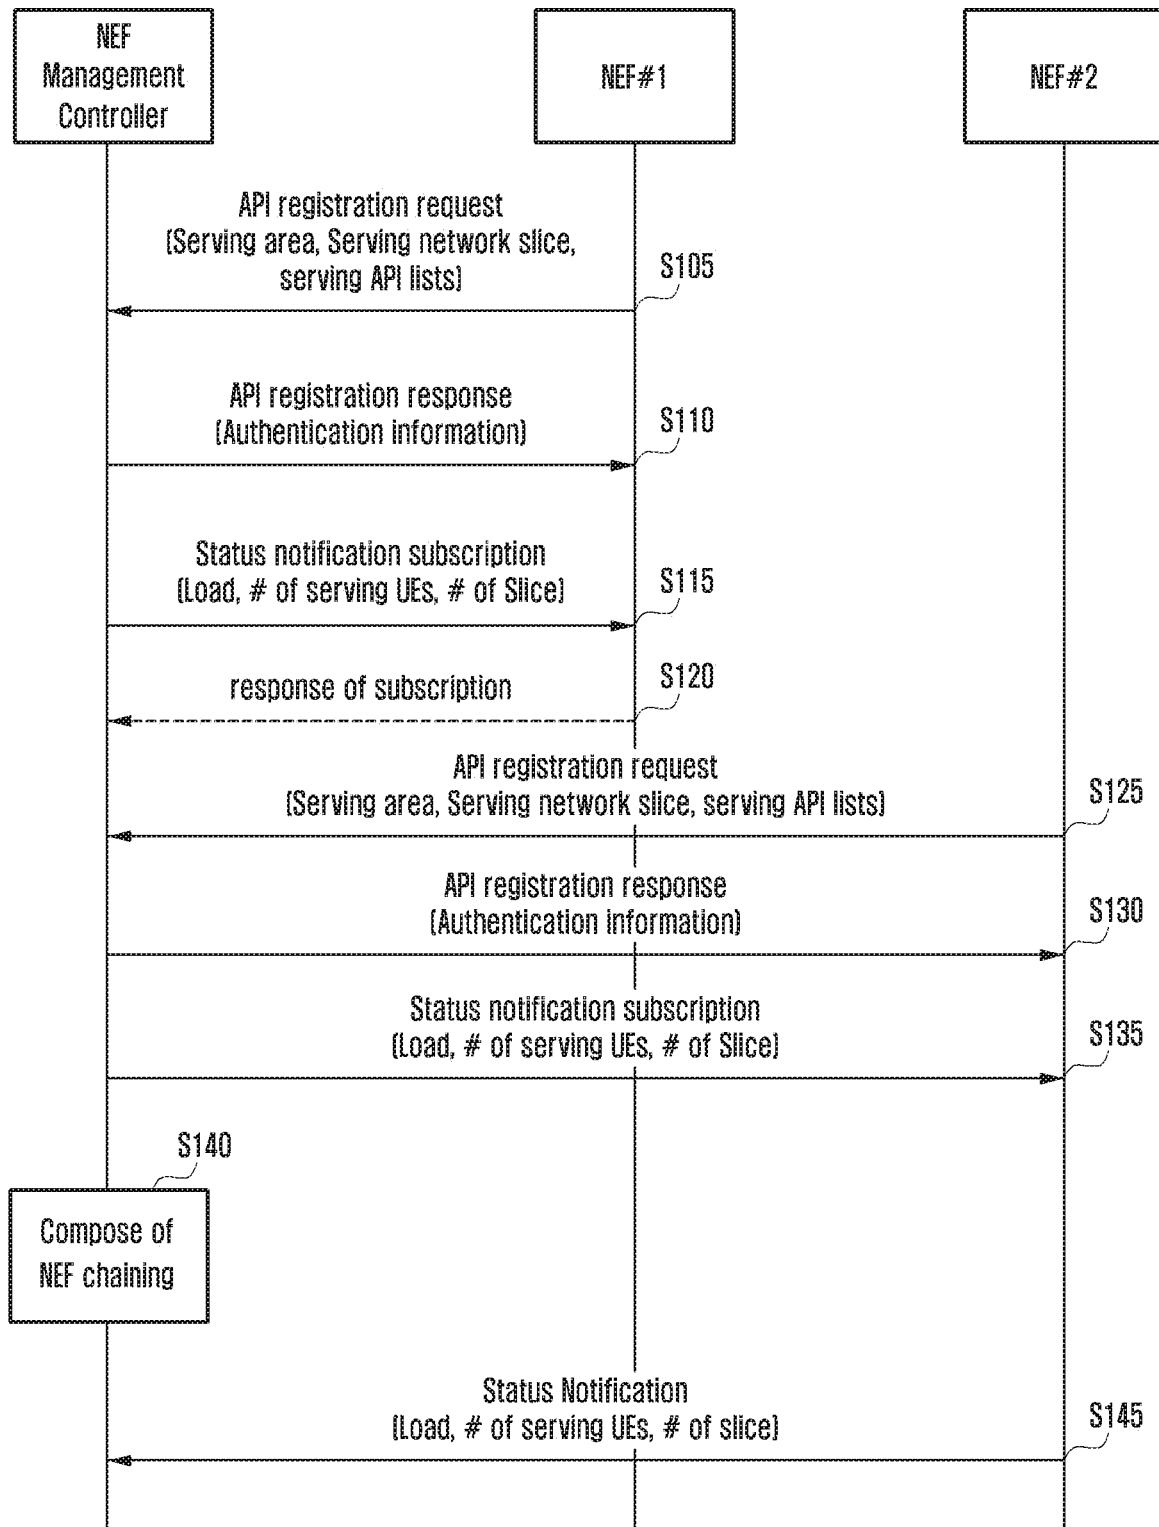 NEF
Management
Controller
NEF#1
NEF#2
API registration request
(Serving area, Serving network slice,
serving API lists)
S105
API registration response
(Authentication information)
S110
Status notification subscription
(Load, # of serving UEs, # of Slice)
S115
response of subscription
S120
API registration request
(Serving area, Serving network slice, serving API lists)
S125
API registration response
(Authentication information)
S130
Status notification subscription
(Load, # of serving UEs, # of Slice)
S135
S140
Compose of
NEF chaining
Status Notification
(Load, # of serving UEs, # of slice)
S145